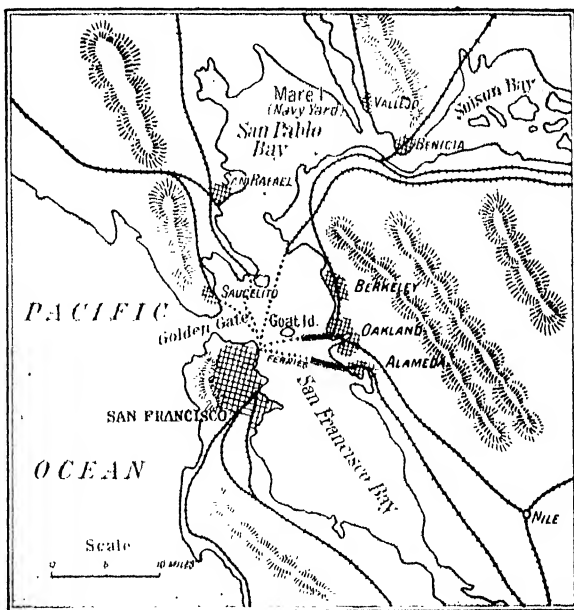 Mare I.
(Navy Yard)
VALLEJO
Suisun Bay
San Pablo
Bay
BENICIA
SAN RAFAEL
BERKELEY
SAUCELITO
PACIFIC
Golden Gate
Goat Id.
OAKLAND
FERRIES
ALAMEDA
San Francisco Bay
SAN FRANCISCO
OCEAN
NILE
Scale
0 5 10 MILES